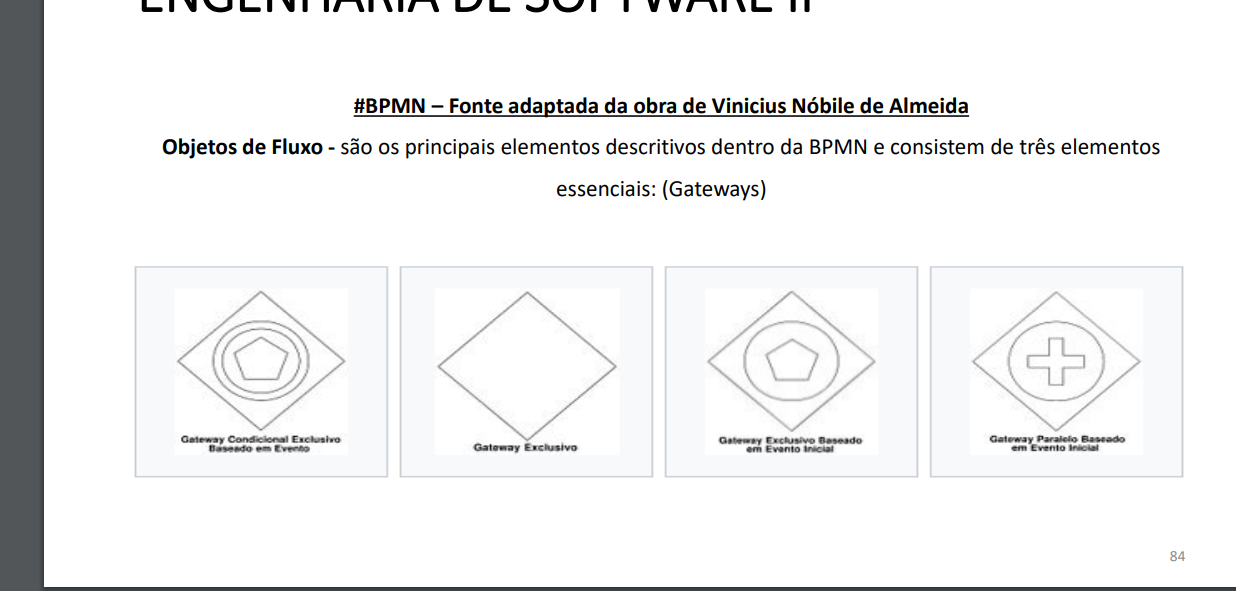 ENGENHARIA DE SOFTWARE II
#BPMN – Fonte adaptada da obra de Vinicius Nóbile de Almeida
Objetos de Fluxo - são os principais elementos descritivos dentro da BPMN e consistem de três elementos
essenciais: (Gateways)
Gateway Condicional Exclusivo
Baseado em Evento
Gateway Exclusivo
Gateway Exclusivo Baseado
em Evento Inicial
Gateway Paralelo Baseado
em Evento Inicial
84